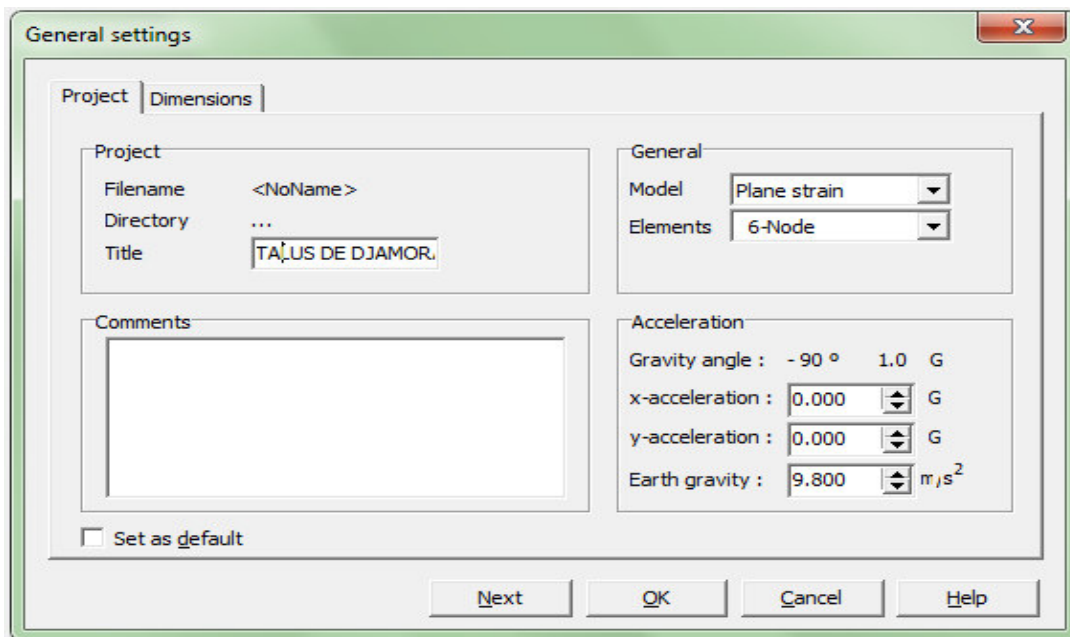 General settings
Project
Dimensions
Project
Filename <NoName>
Directory ...
Title TALUS DE DJAMOR
General
Model Plane strain
Elements 6-Node
Comments
Acceleration
Gravity angle : - 90 º 1.0 G
x-acceleration : 0.000 G
y-acceleration : 0.000 G
Earth gravity : 9.800 m/s²
Set as default
Next
OK
Cancel
Help